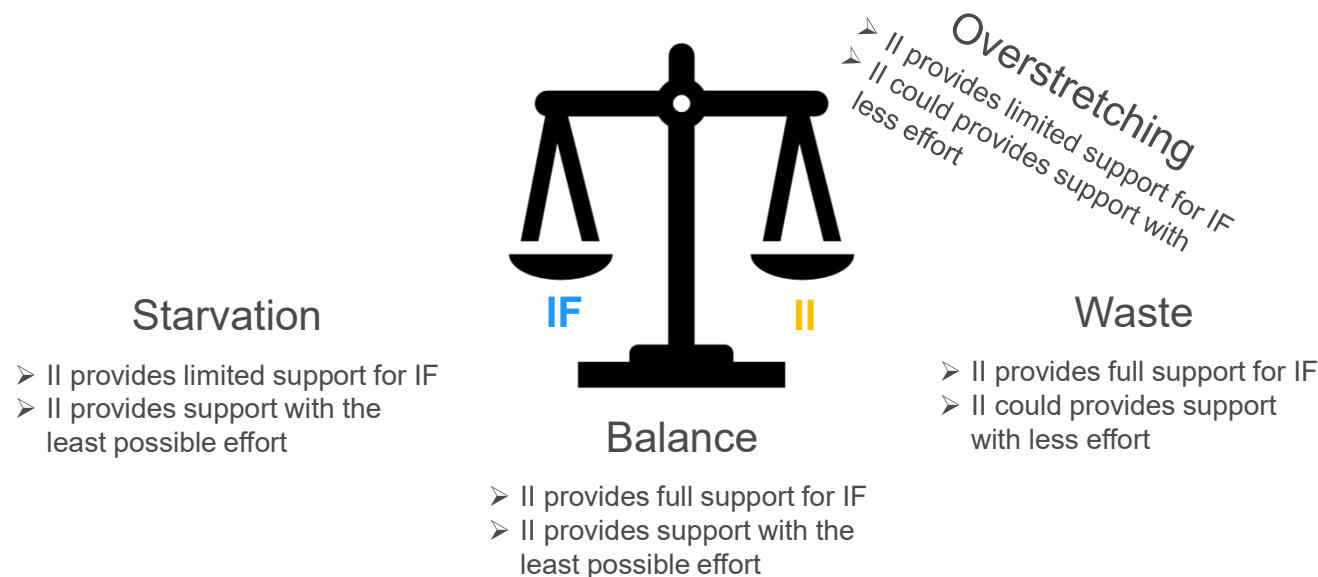 Overstretching
➢ II provides limited support for IF
➢ II could provides support with
less effort
IF
II
Starvation
➢ II provides limited support for IF
➢ II provides support with the
least possible effort
Waste
➢ II provides full support for IF
➢ II could provides support
with less effort
Balance
➢ II provides full support for IF
➢ II provides support with the
least possible effort